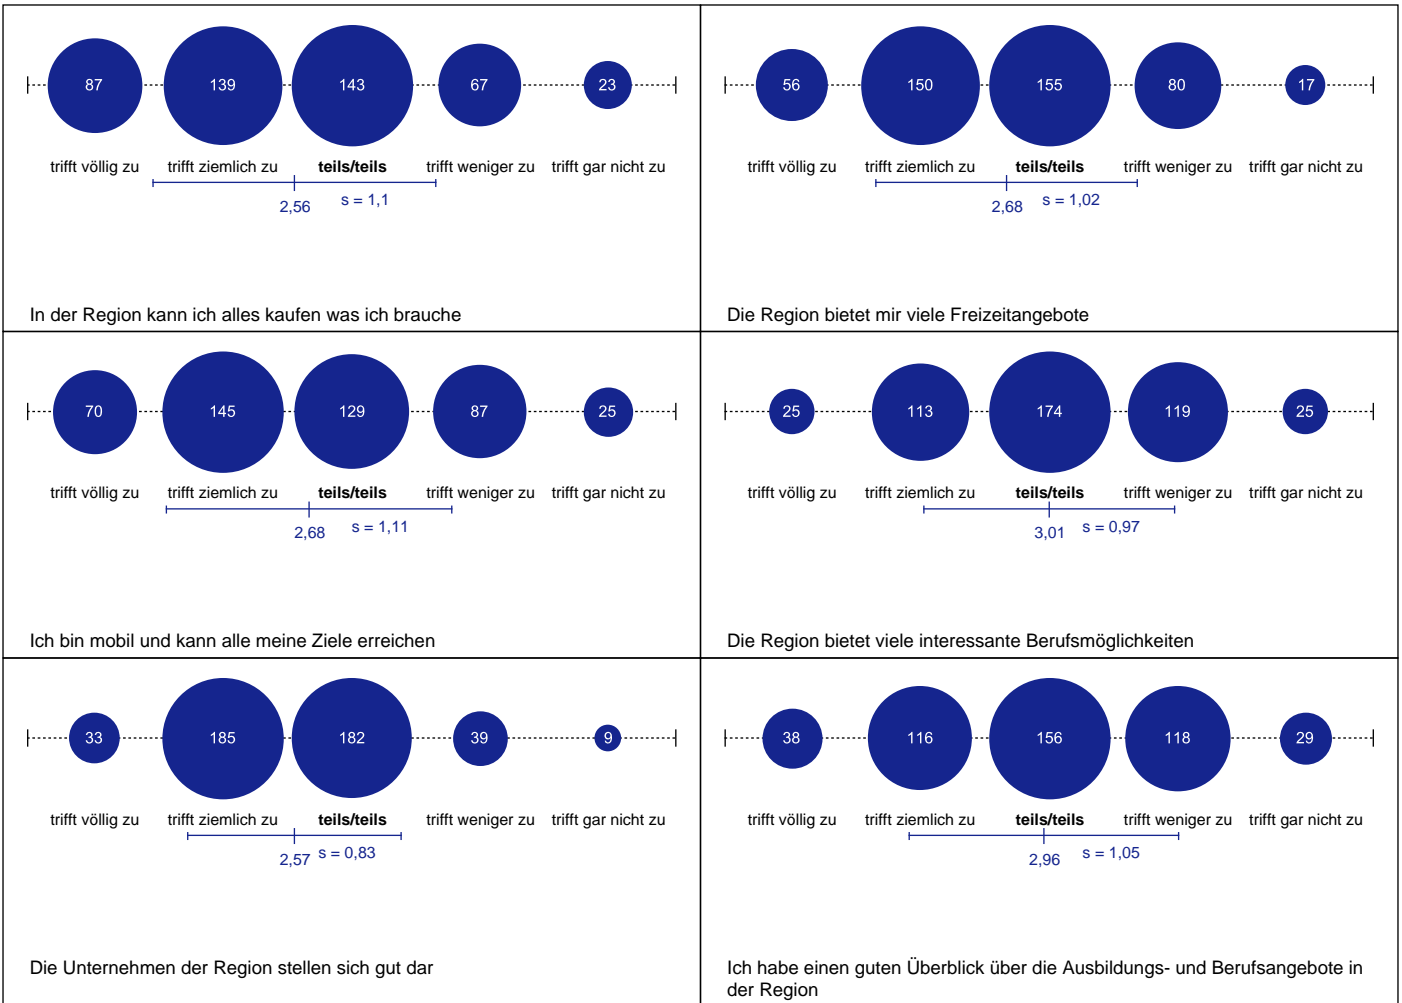 87 139 143 67 23
trifft völlig zu trifft ziemlich zu teils/teils trifft weniger zu trifft gar nicht zu
2,56 s = 1,1
In der Region kann ich alles kaufen was ich brauche
56 150 155 80 17
trifft völlig zu trifft ziemlich zu teils/teils trifft weniger zu trifft gar nicht zu
2,68 s = 1,02
Die Region bietet mir viele Freizeitangebote
70 145 129 87 25
trifft völlig zu trifft ziemlich zu teils/teils trifft weniger zu trifft gar nicht zu
2,68 s = 1,11
Ich bin mobil und kann alle meine Ziele erreichen
25 113 174 119 25
trifft völlig zu trifft ziemlich zu teils/teils trifft weniger zu trifft gar nicht zu
3,01 s = 0,97
Die Region bietet viele interessante Berufsmöglichkeiten
33 185 182 39 9
trifft völlig zu trifft ziemlich zu teils/teils trifft weniger zu trifft gar nicht zu
2,57 s = 0,83
Die Unternehmen der Region stellen sich gut dar
38 116 156 118 29
trifft völlig zu trifft ziemlich zu teils/teils trifft weniger zu trifft gar nicht zu
2,96 s = 1,05
Ich habe einen guten Überblick über die Ausbildungs- und Berufsangebote in
der Region